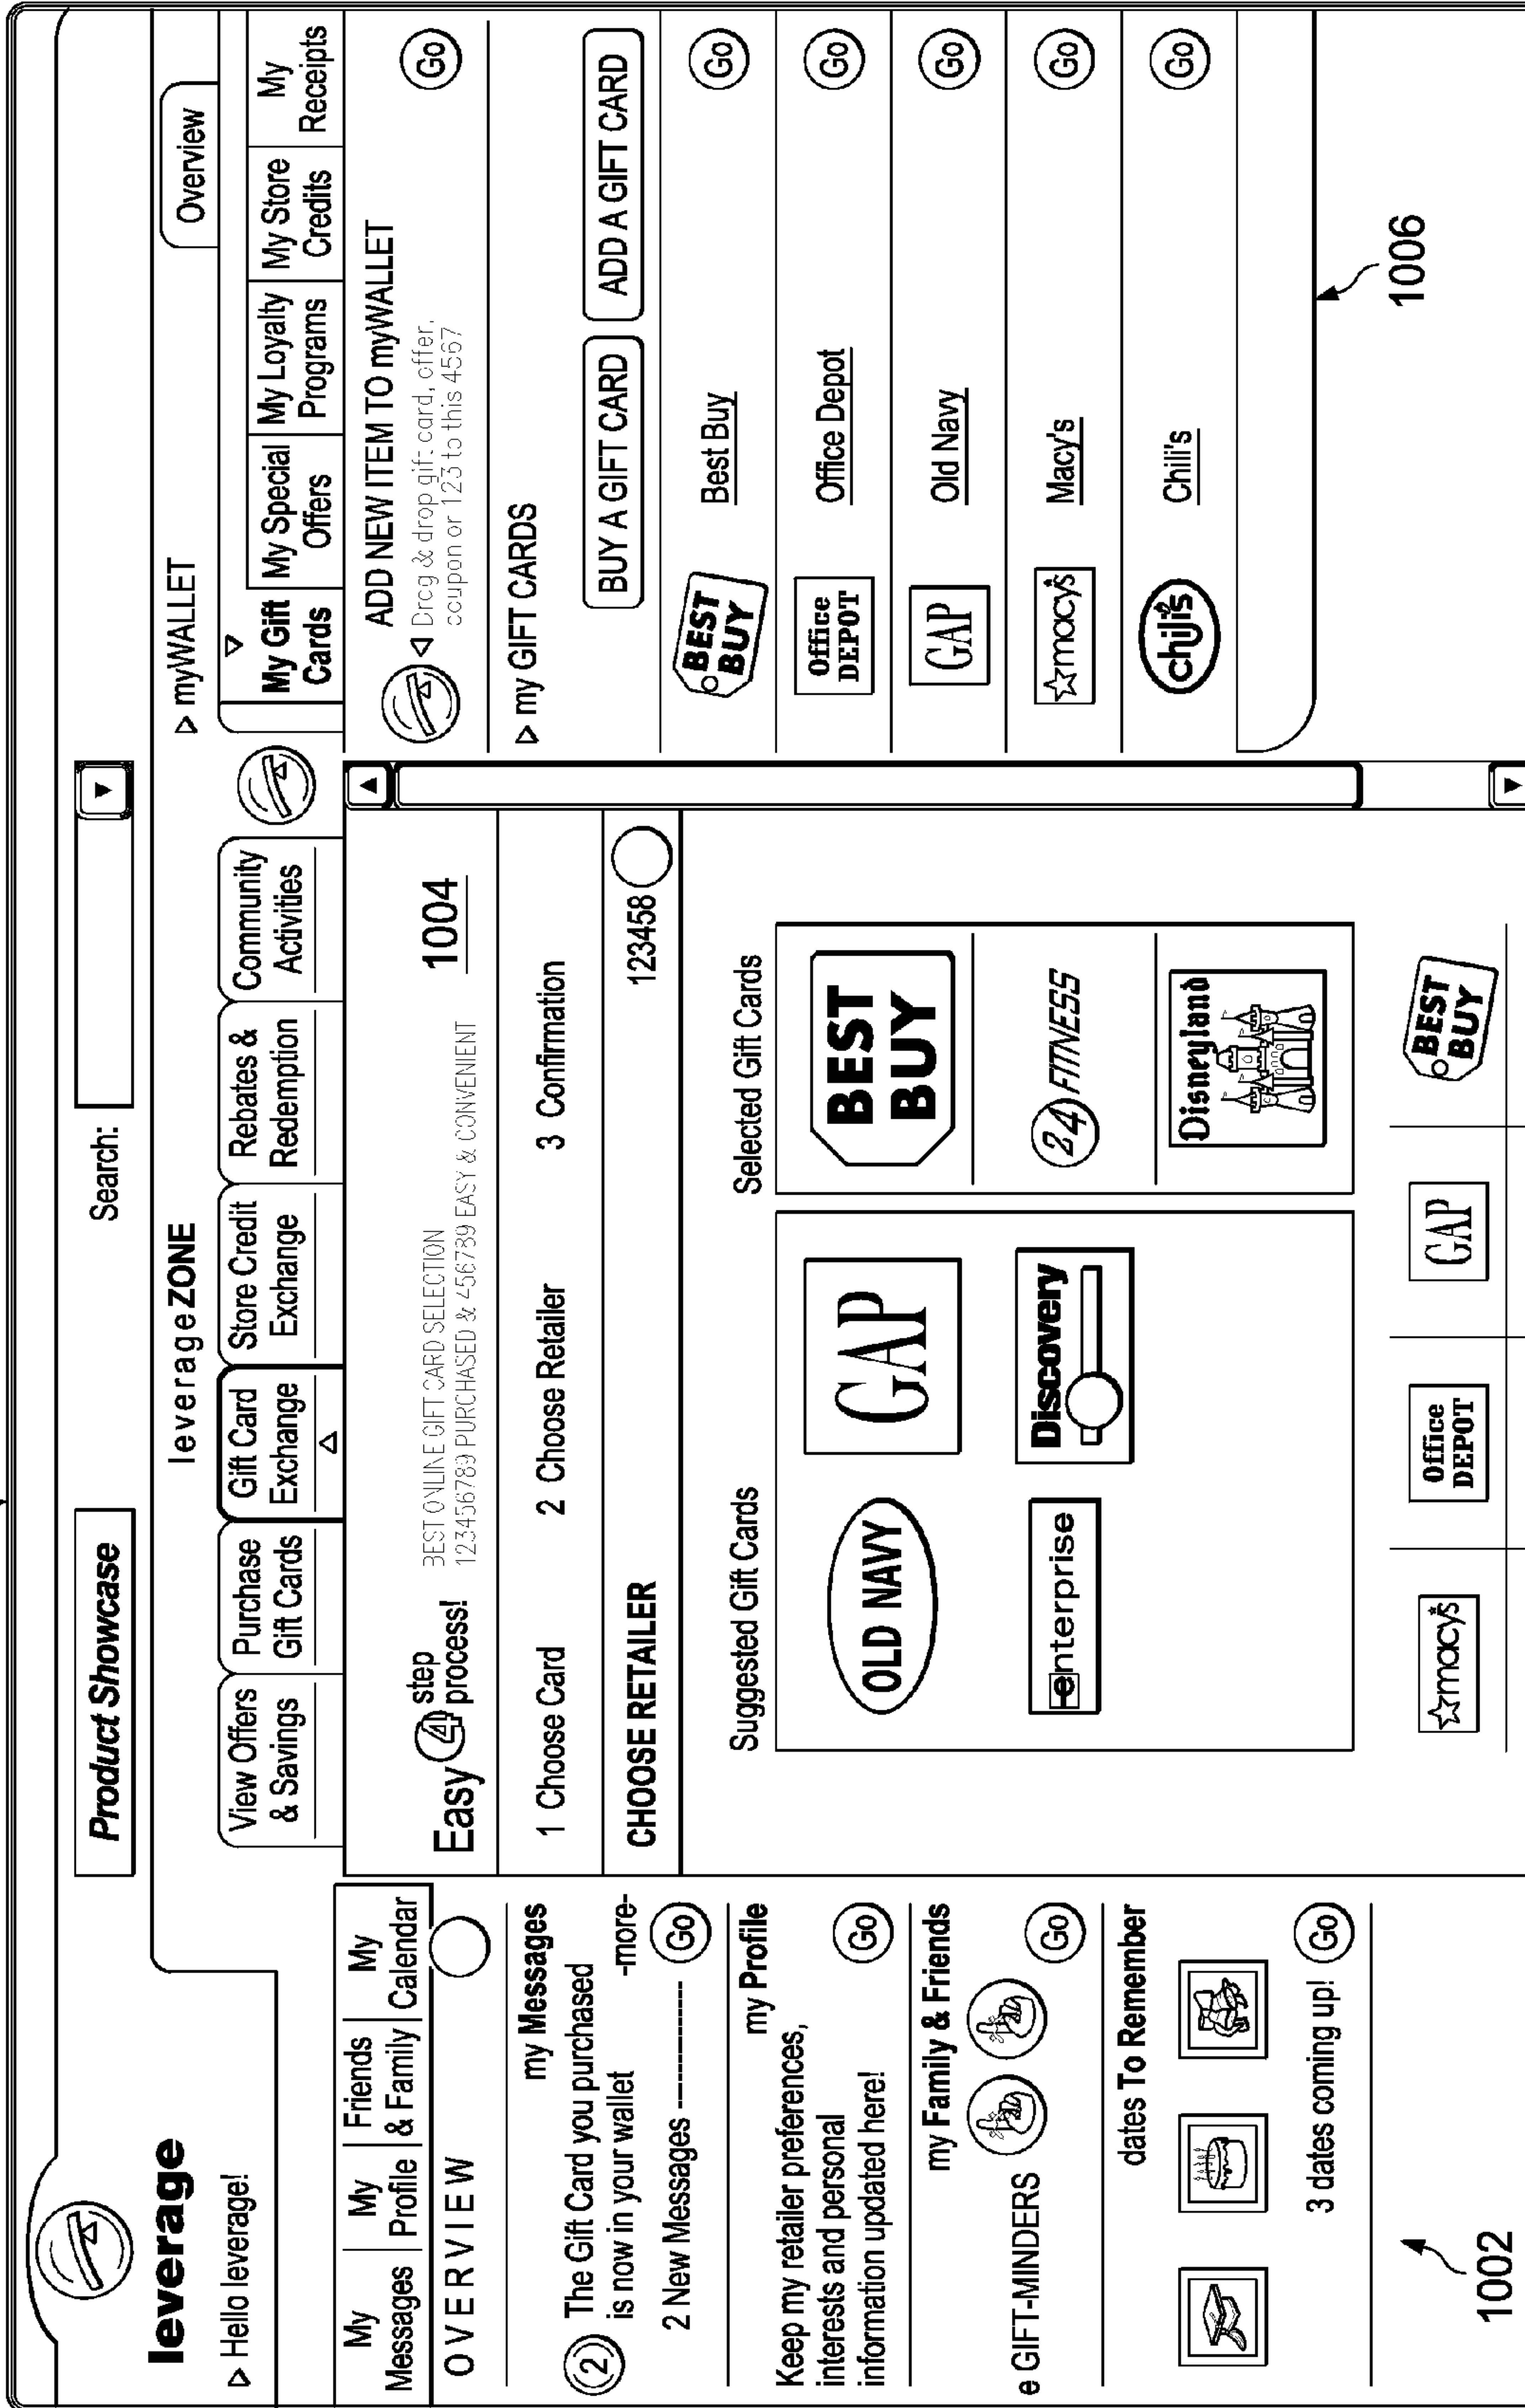 leverage
▷ Hello leverage!
Product Showcase
Search:
leverageZONE
▷ myWALLET
Overview
View Offers
& Savings
Purchase
Gift Cards
Gift Card
Exchange
Store Credit
Exchange
Rebates &
Redemption
Community
Activities
My Gift
Cards
My Special
Offers
My Loyalty
Programs
My Store
Credits
My
Receipts
My
Messages
My
Profile
Friends
& Family
My
Calendar
OVERVIEW
my Messages
2
The Gift Card you purchased
is now in your wallet
-more-
2 New Messages ------------
Go
my Profile
Keep my retailer preferences,
interests and personal
information updated here!
Go
my Family & Friends
e GIFT-MINDERS
Go
dates To Remember
3 dates coming up!
Go
1002
Easy 4 step
process!
BEST ONLINE GIFT CARD SELECTION
123456789 PURCHASED & 456789 EASY & CONVENIENT
1004
1 Choose Card
2 Choose Retailer
3 Confirmation
CHOOSE RETAILER
123458
Suggested Gift Cards
OLD NAVY
GAP
enterprise
Discovery
Selected Gift Cards
BEST
BUY
24 FITNESS
Disneyland
macy's
Office
DEPOT
GAP
BEST
BUY
ADD NEW ITEM TO myWALLET
Drcg & drop gift card, offer,
coupon or 123 to this 4567
Go
▷ my GIFT CARDS
BUY A GIFT CARD
ADD A GIFT CARD
BEST
BUY
Best Buy
Go
Office
DEPOT
Office Depot
Go
GAP
Old Navy
Go
macy's
Macy's
Go
chili's
Chili's
Go
1006